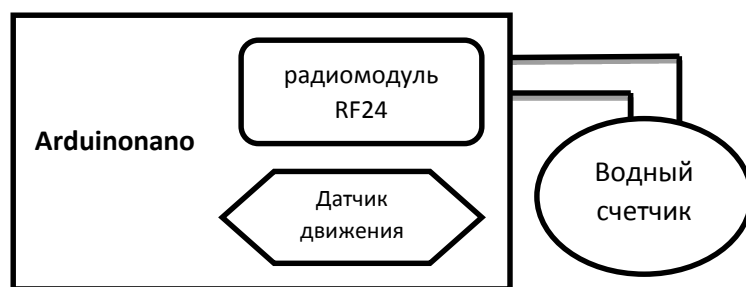 радиомодуль
RF24
Arduinonano
Датчик
движения
Водный
счетчик